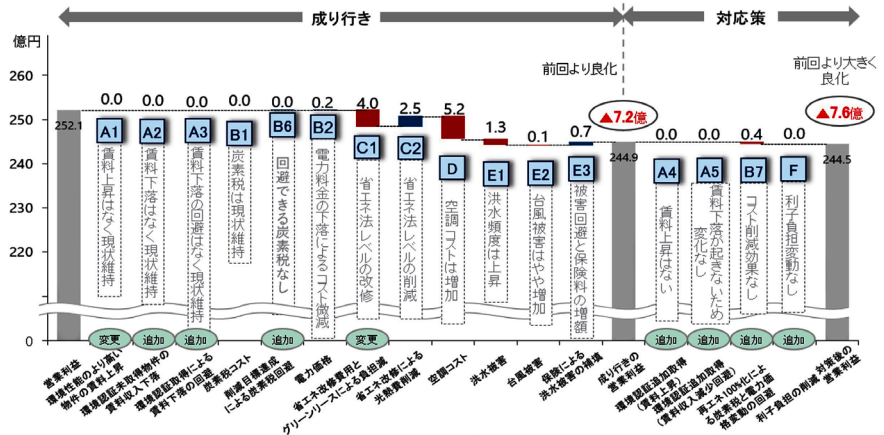 成り行き
対応策
億円
260
250
240
230
220
0
前回より良化
前回より大きく
良化
▲7.2億
▲7.6億
252.1
0.0
0.0
0.0
0.0
0.0
0.2
4.0
2.5
5.2
1.3
0.1
0.7
244.9
0.0
0.0
0.4
0.0
244.5
A1
A2
A3
B1
B6
B2
C1
C2
D
E1
E2
E3
A4
A5
B7
F
賃料上昇はなく現状維持
賃料下落はなく現状維持
賃料下落の回避はなく現状維持
炭素税は現状維持
回避できる炭素税なし
電力料金の下落によるコスト微減
省エネ法レベルの改修
省エネ法レベルの削減
空調コストは増加
洪水頻度は上昇
台風被害はやや増加
被害回避と保険料の増額
賃料上昇はない
賃料下落が起きないため
変化なし
コスト削減効果なし
利子負担変動なし
変更
追加
追加
追加
変更
追加
追加
追加
追加
営業利益
環境性能のより高い
物件の賃料上昇
環境認証未取得物件の
賃料収入下落
環境認証取得による
賃料下落の回避
炭素税コスト
削減目標達成
による炭素税回避
電力価格
省エネ改修費用と
グリーンリースによる負担減
省エネ改修による
光熱費削減
空調コスト
洪水被害
台風被害
保険による
洪水被害の補填
成り行きの
営業利益
環境認証追加取得
(賃料上昇)
環境認証追加取得
(賃料収入減少回避)
再エネ100%化によ
る炭素税と電力価
格変動の回避
利子負担の削減
対策後の
営業利益